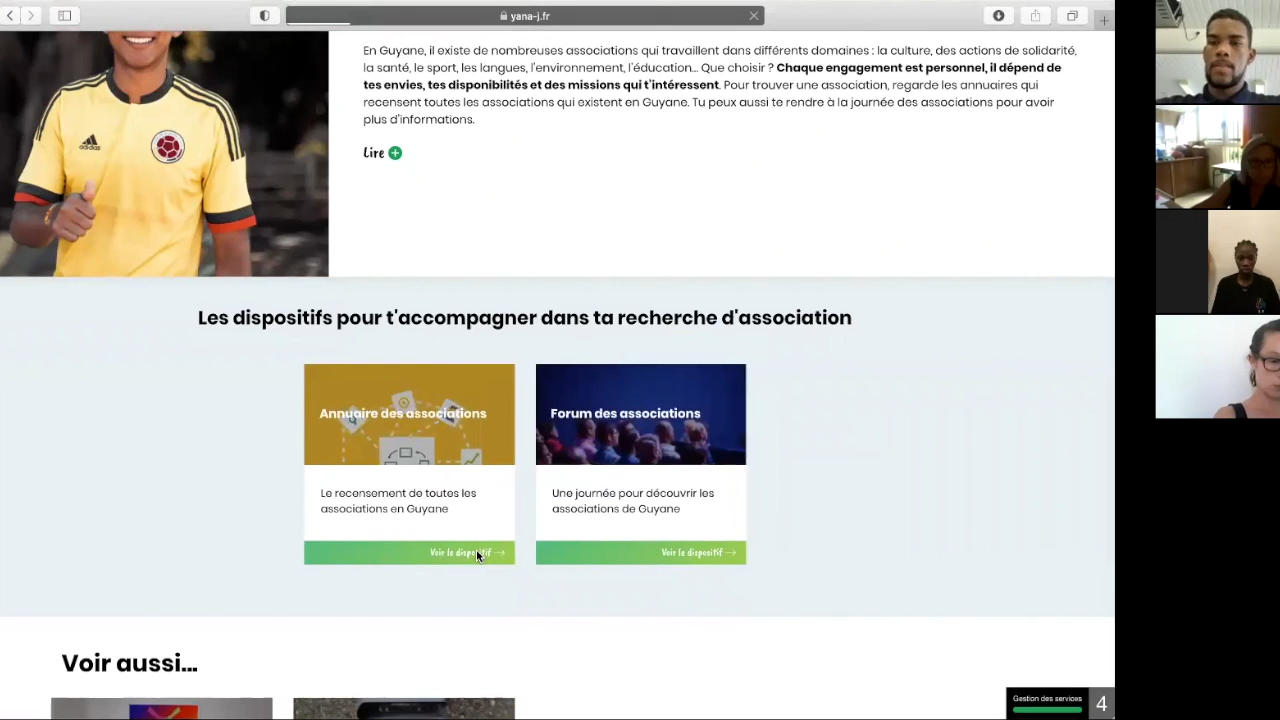 yana-j.fr
En Guyane, il existe de nombreuses associations qui travaillent dans différents domaines : la culture, des actions de solidarité,
la santé, le sport, les langues, l'environnement, l'éducation... Que choisir ? Chaque engagement est personnel, il dépend de
tes envies, tes disponibilités et des missions qui t'intéressent. Pour trouver une association, regarde les annuaires qui
recensent toutes les associations qui existent en Guyane. Tu peux aussi te rendre à la journée des associations pour avoir
plus d'informations.
Lire
adidas
Les dispositifs pour t'accompagner dans ta recherche d'association
Annuaire des associations
Forum des associations
Le recensement de toutes les
associations en Guyane
Une journée pour découvrir les
associations de Guyane
Voir le dispositif
Voir le dispositif
Voir aussi...
Gestion des services
4